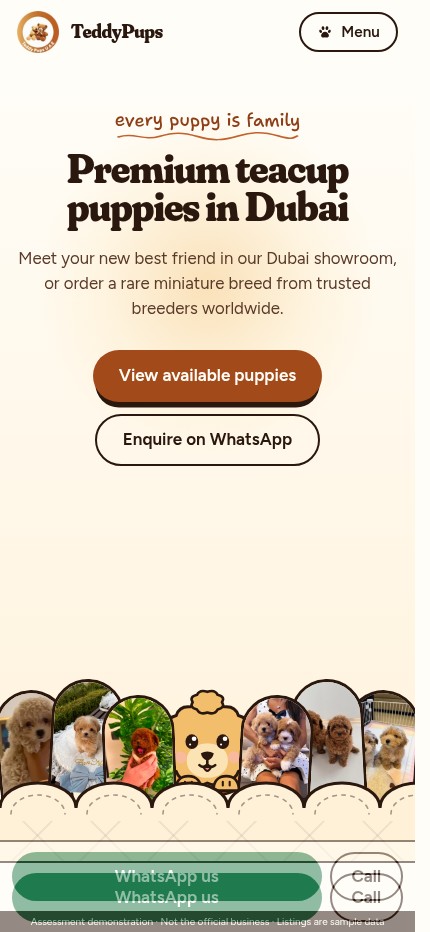 TeddyPups
Menu
every puppy is family
Premium teacup
puppies in Dubai
Meet your new best friend in our Dubai showroom,
or order a rare miniature breed from trusted
breeders worldwide.
View available puppies
Enquire on WhatsApp
WhatsApp us
Call
WhatsApp us
Call
Assessment demonstration · Not the official business · Listings are sample data